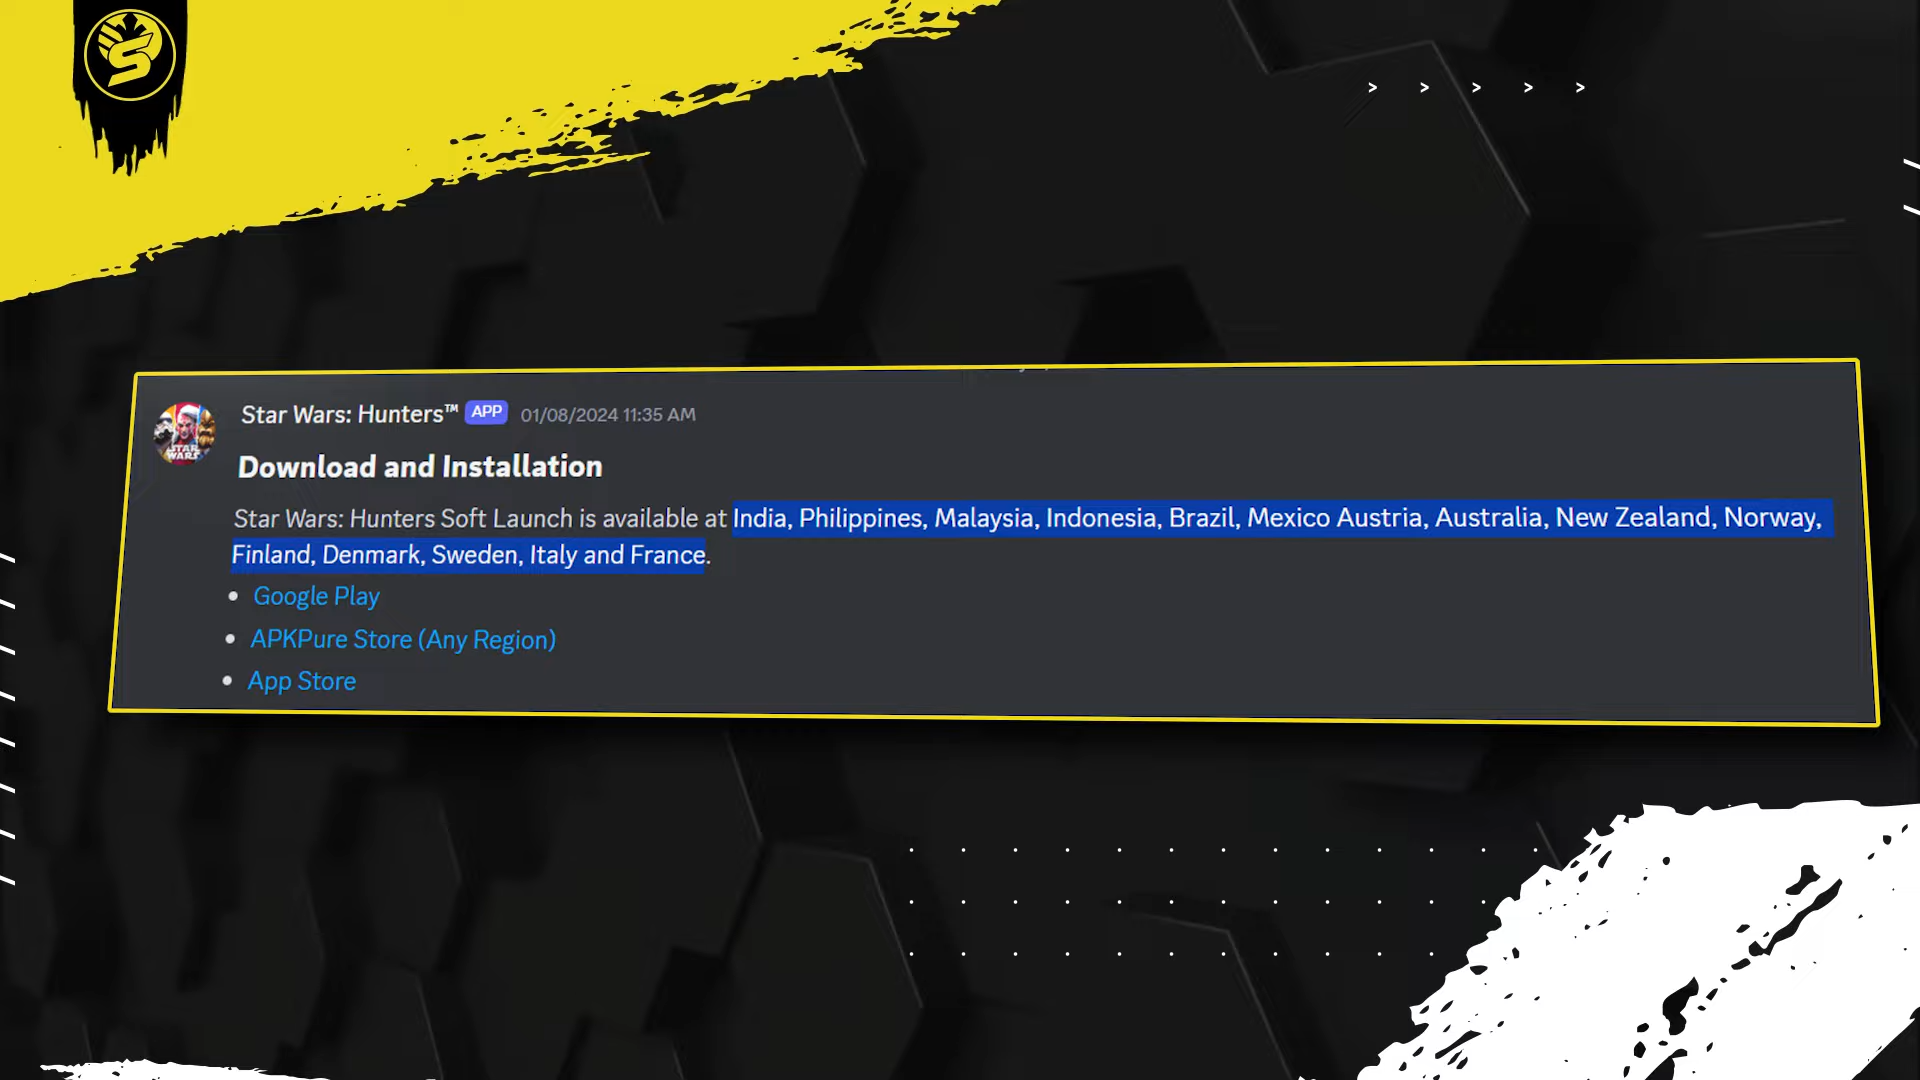 Star Wars: Hunters™ APP 01/08/2024 11:35 AM
Download and Installation
Star Wars: Hunters Soft Launch is available at India, Philippines, Malaysia, Indonesia, Brazil, Mexico Austria, Australia, New Zealand, Norway,
Finland, Denmark, Sweden, Italy and France.
• Google Play
• APKPure Store (Any Region)
• App Store